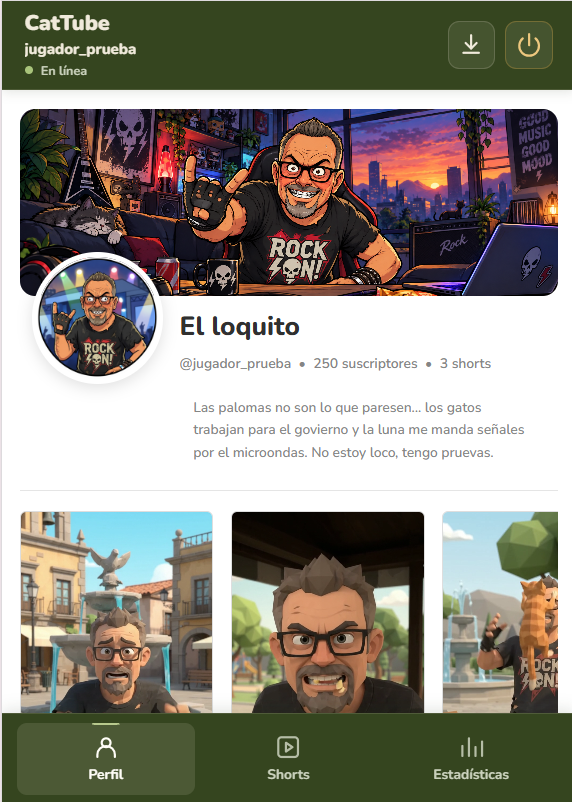 CatTube
jugador_prueba
En línea
GOOD
MUSIC
GOOD
MOOD
ROCK
ON!
Rock
ROCK
ON!
El loquito
@jugador_prueba • 250 suscriptores • 3 shorts
Las palomas no son lo que paresen... los gatos
trabajan para el govierno y la luna me manda señales
por el microondas. No estoy loco, tengo pruevas.
ROCK
Perfil
Shorts
Estadísticas